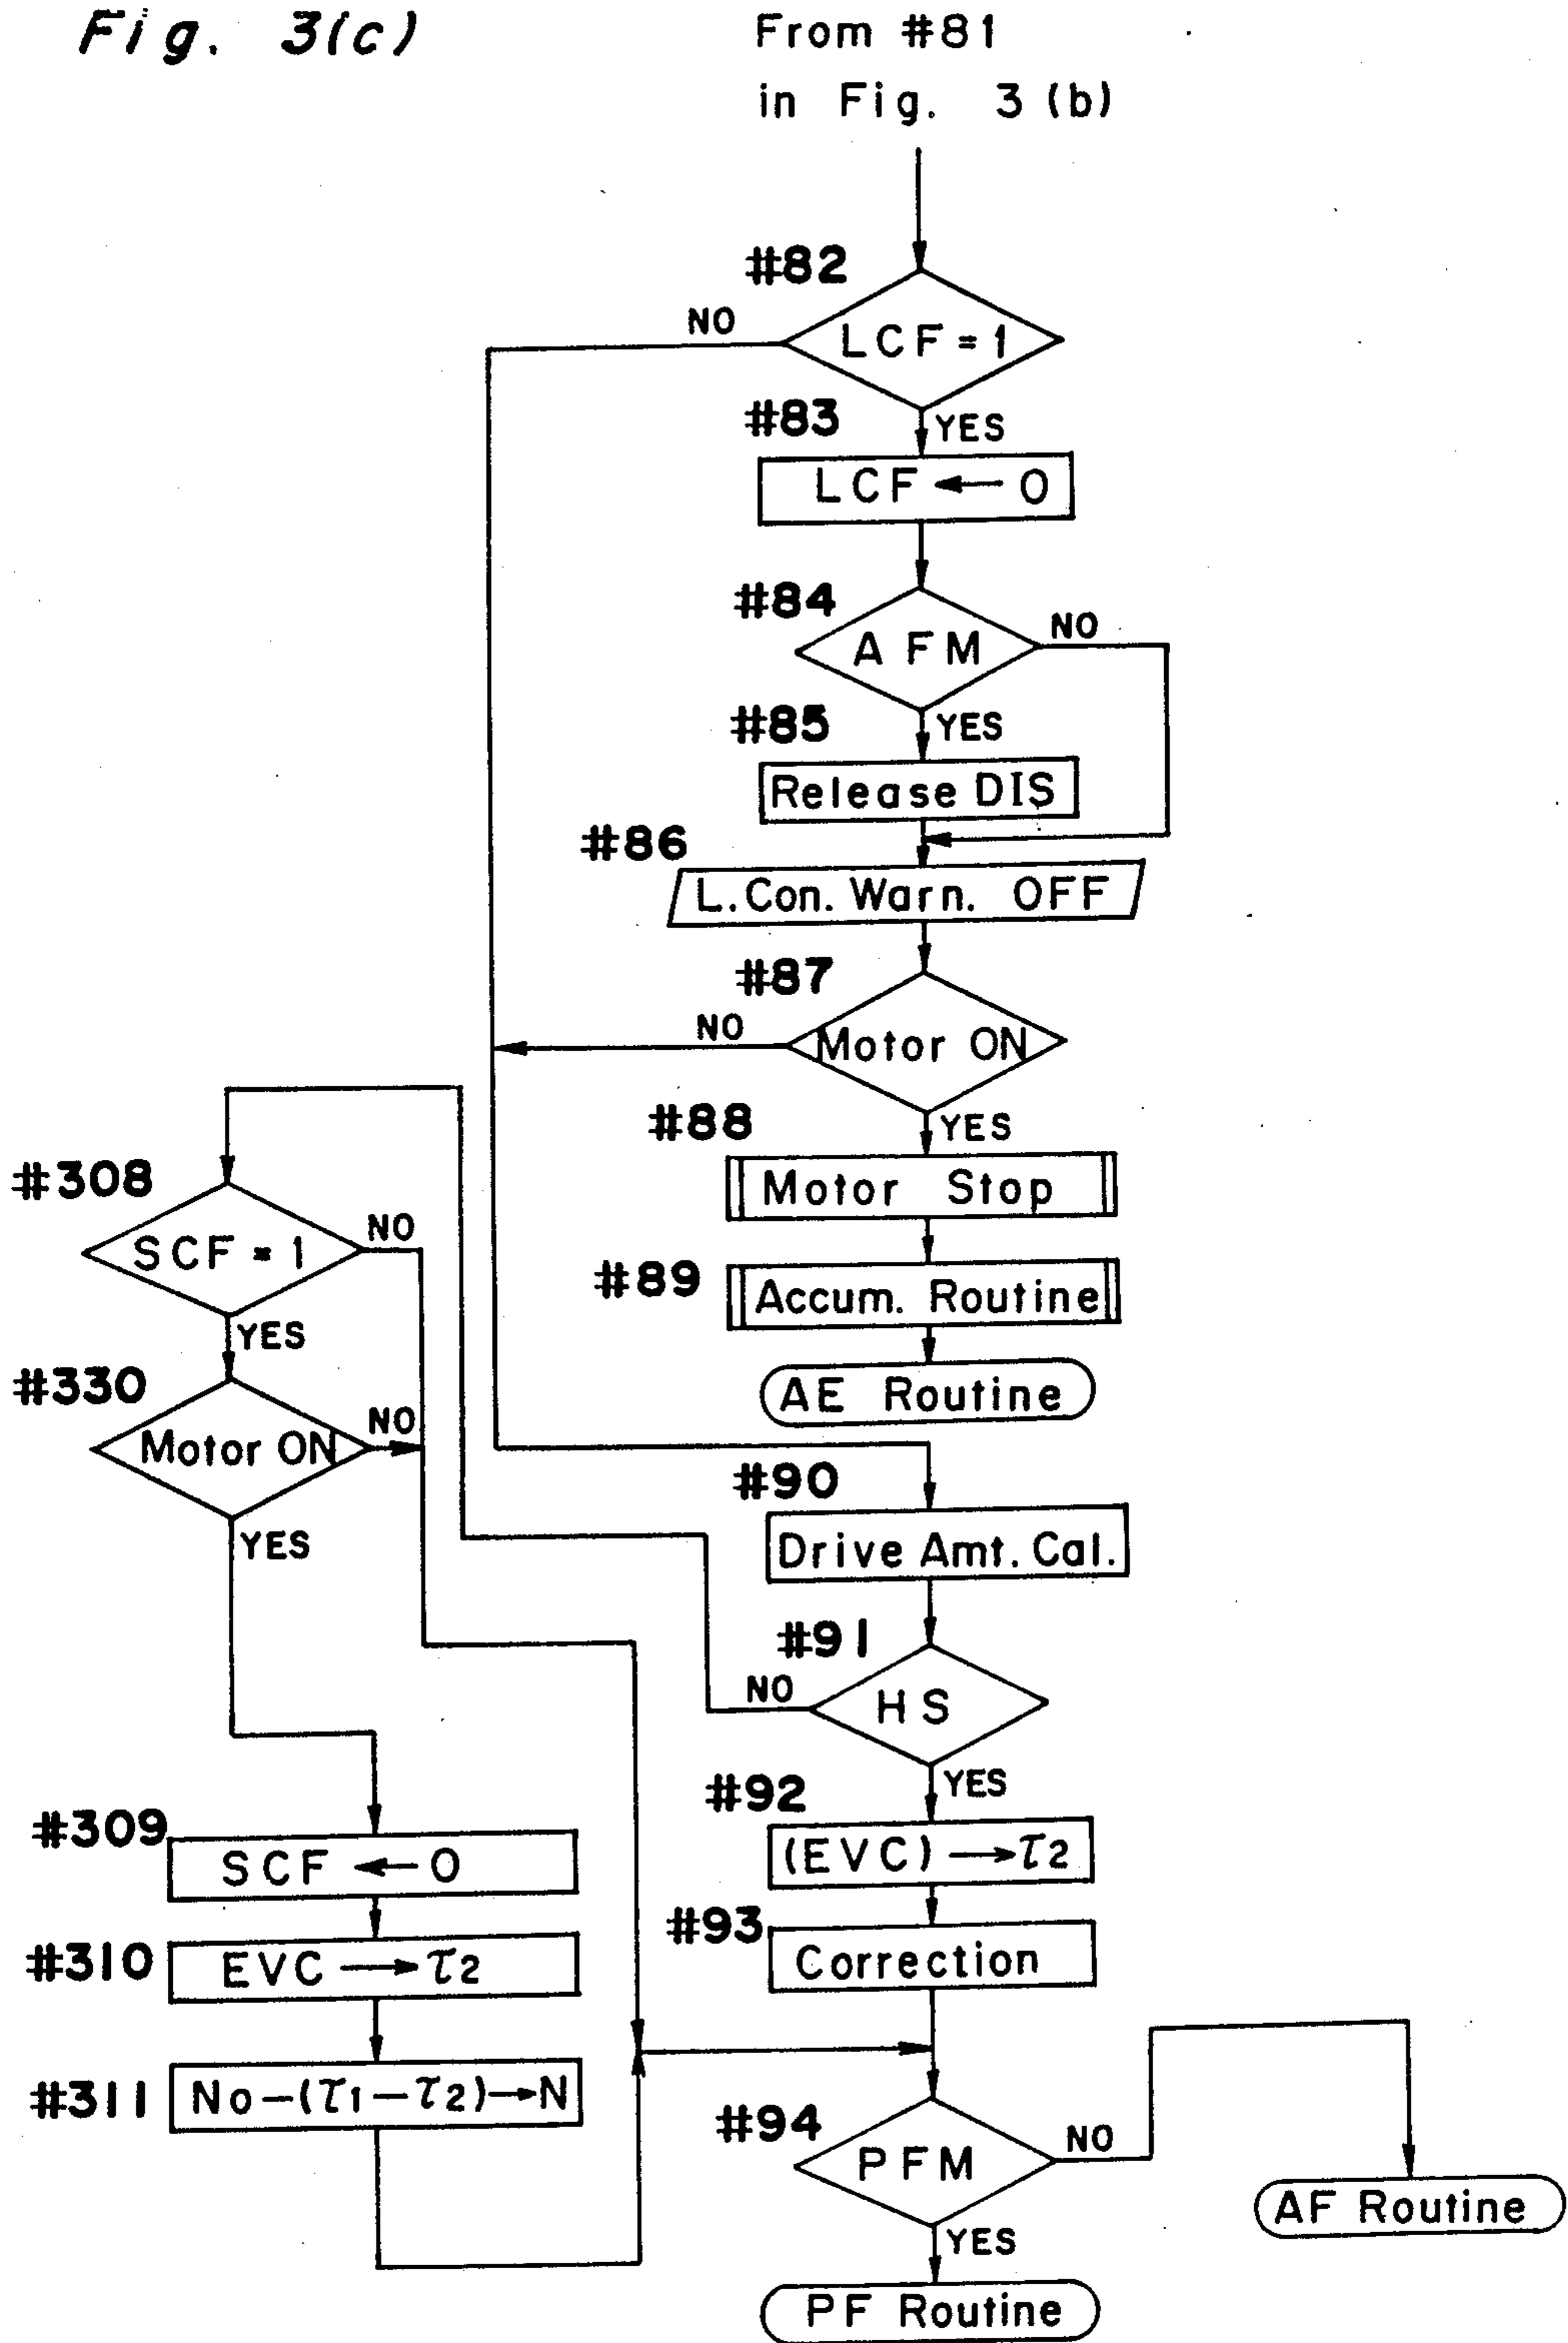 Fig. 3(c)
From #81
in Fig. 3 (b)
#82
NO
LCF = 1
#83
YES
LCF ← 0
#84
AFM
NO
#85
YES
Release DIS
#86
L.Con. Warn. OFF
#87
NO
Motor ON
#88
YES
Motor Stop
#308
SCF = 1
NO
#89
Accum. Routine
YES
#330
Motor ON
NO
AE Routine
YES
#90
Drive Amt. Cal.
#91
NO
HS
#92
YES
(EVC) → τ2
#309
SCF ← 0
#93
Correction
#310
EVC → τ2
#311
No-(τ1-τ2)→N
#94
PFM
NO
AF Routine
YES
PF Routine